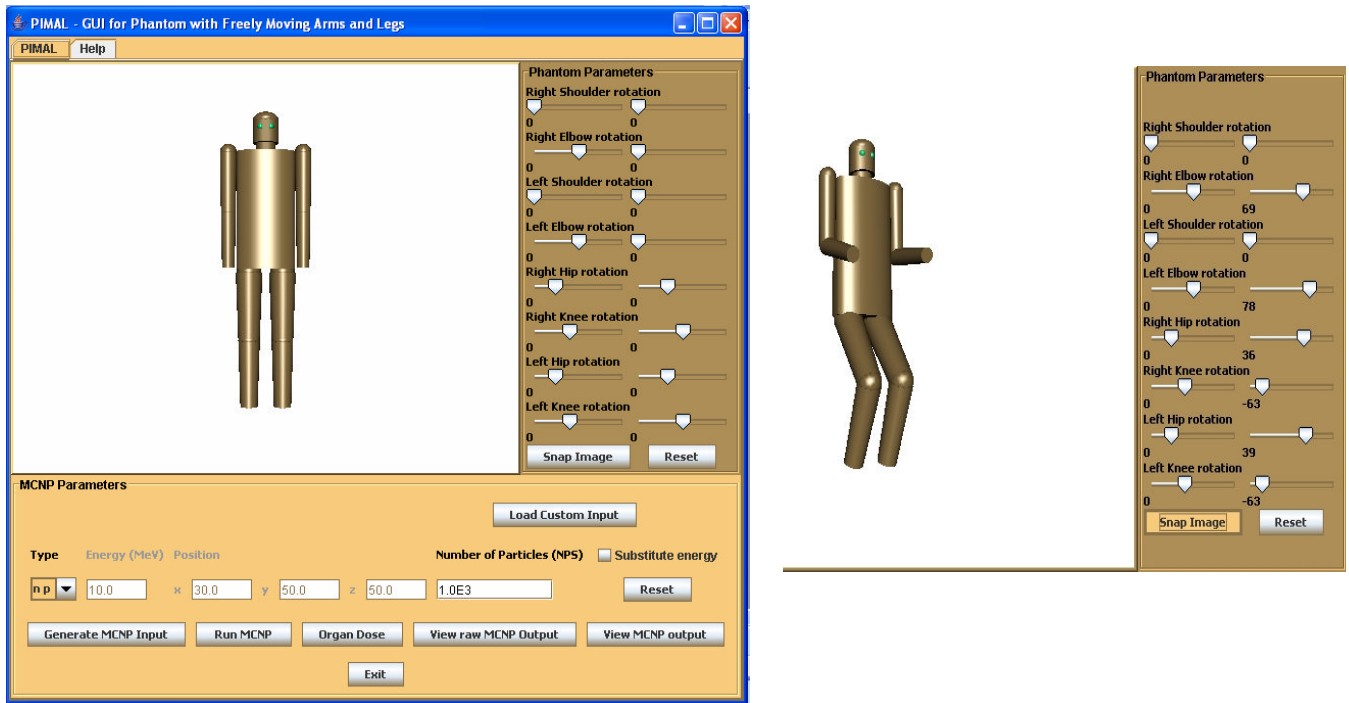 PIMAL - GUI for Phantom with Freely Moving Arms and Legs
PIMAL Help
Phantom Parameters
Right Shoulder rotation
0 0
Right Elbow rotation
0 0
Left Shoulder rotation
0 0
Left Elbow rotation
0 0
Right Hip rotation
0 0
Right Knee rotation
0 0
Left Hip rotation
0 0
Left Knee rotation
0 0
Snap Image Reset
MCNP Parameters
Load Custom Input
Type Energy (MeV) Position Number of Particles (NPS) Substitute energy
n p 10.0 x 30.0 y 50.0 z 50.0 1.0E3 Reset
Generate MCNP Input Run MCNP Organ Dose View raw MCNP Output View MCNP output
Exit
Phantom Parameters
Right Shoulder rotation
0 0
Right Elbow rotation
0 69
Left Shoulder rotation
0 0
Left Elbow rotation
0 78
Right Hip rotation
0 36
Right Knee rotation
0 -63
Left Hip rotation
0 39
Left Knee rotation
0 -63
Snap Image Reset